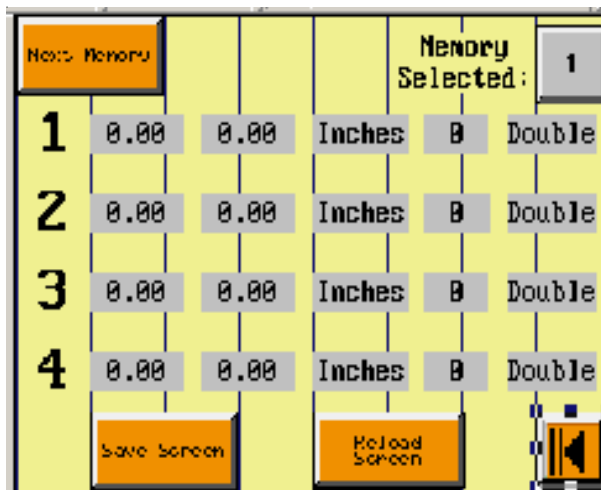 Next Memory
Memory
Selected:
1
1 0.00 0.00 Inches 0 Double
2 0.00 0.00 Inches 0 Double
3 0.00 0.00 Inches 0 Double
4 0.00 0.00 Inches 0 Double
Save Screen
Reload
Screen